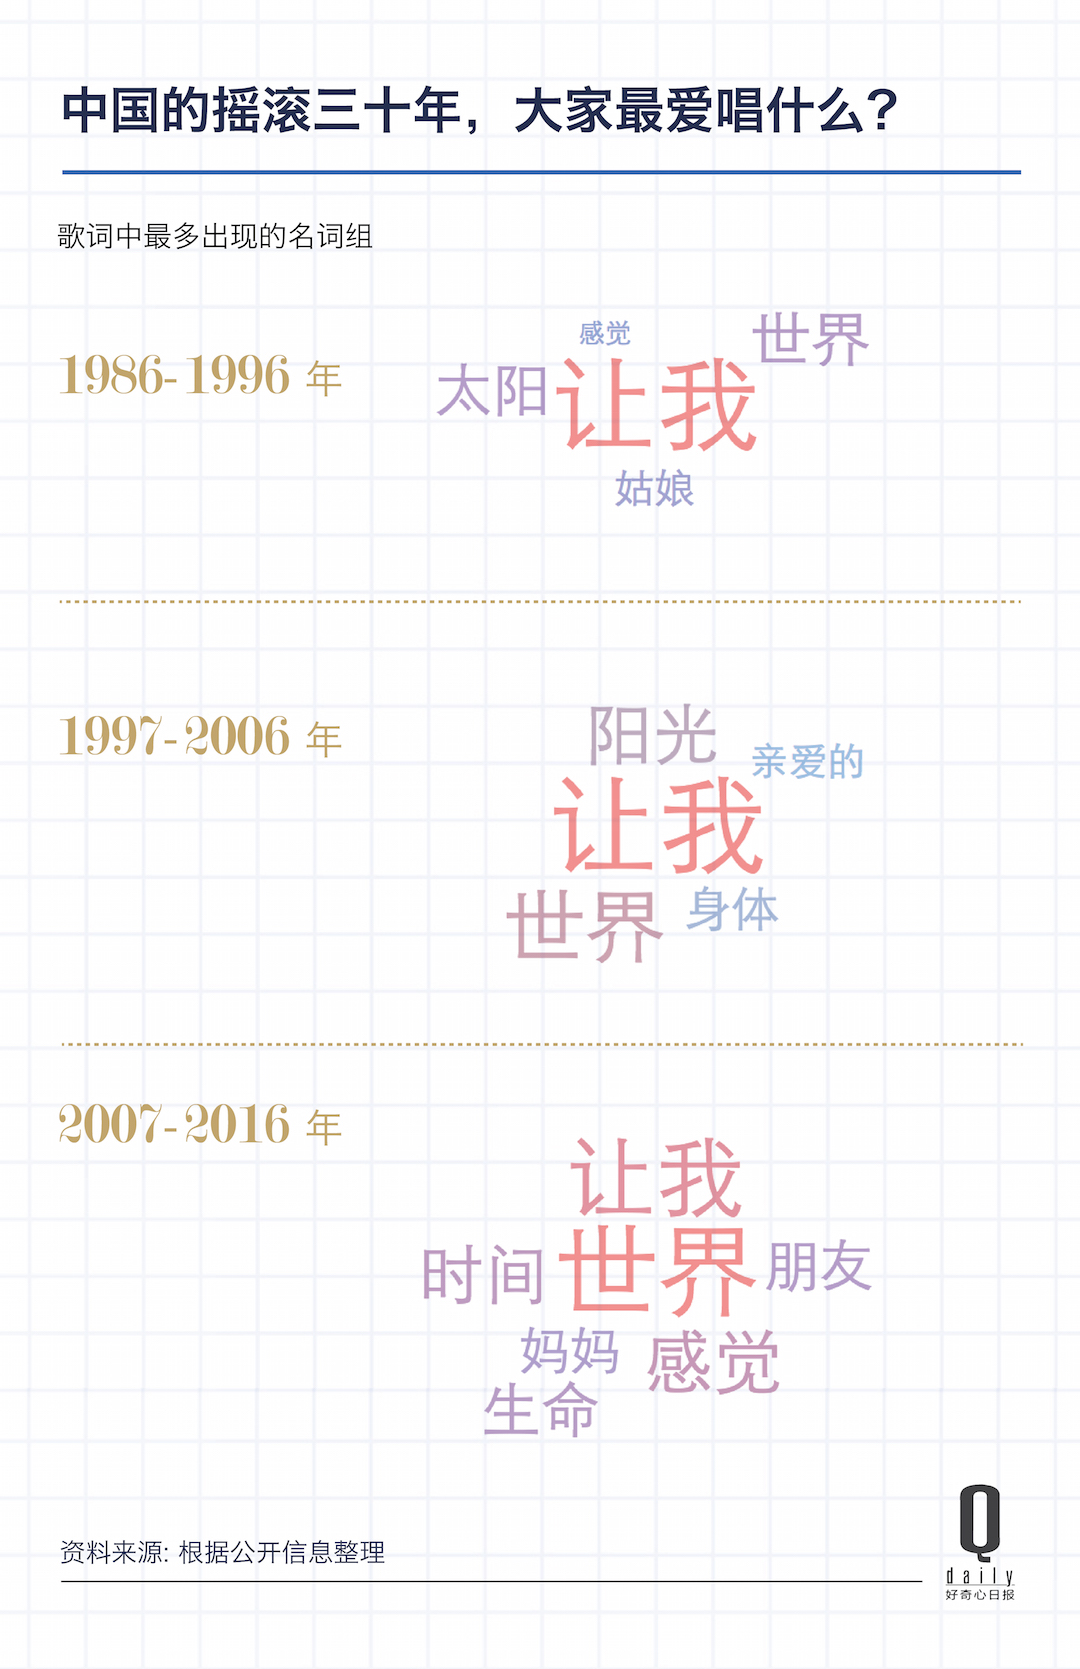 中国的摇滚三十年，大家最爱唱什么？
歌词中最多出现的名词组
1986-1996 年
感觉
世界
太阳
让我
姑娘
1997-2006 年
阳光
亲爱的
让我
世界
身体
2007-2016 年
让我
时间
世界
朋友
妈妈
感觉
生命
资料来源: 根据公开信息整理
Q
daily
好奇心日报